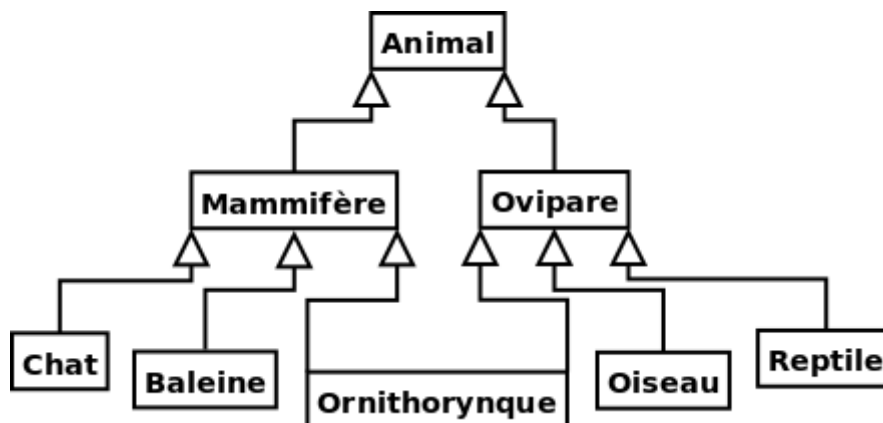 Animal
Mammifère
Ovipare
Chat
Baleine
Ornithorynque
Oiseau
Reptile